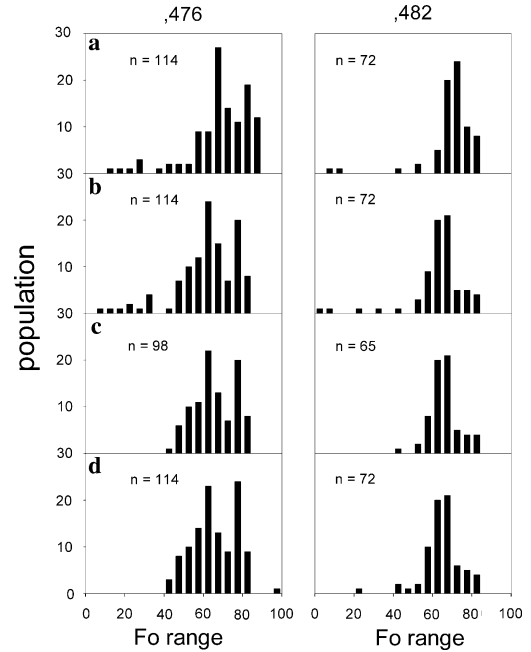 ,476 ,482
30
a
n = 114 n = 72
20
10
30
b
n = 114 n = 72
20
10
30
c
n = 98 n = 65
20
10
30
d
n = 114 n = 72
20
10
0
population
0 20 40 60 80 100 0 20 40 60 80 100
Fo range Fo range